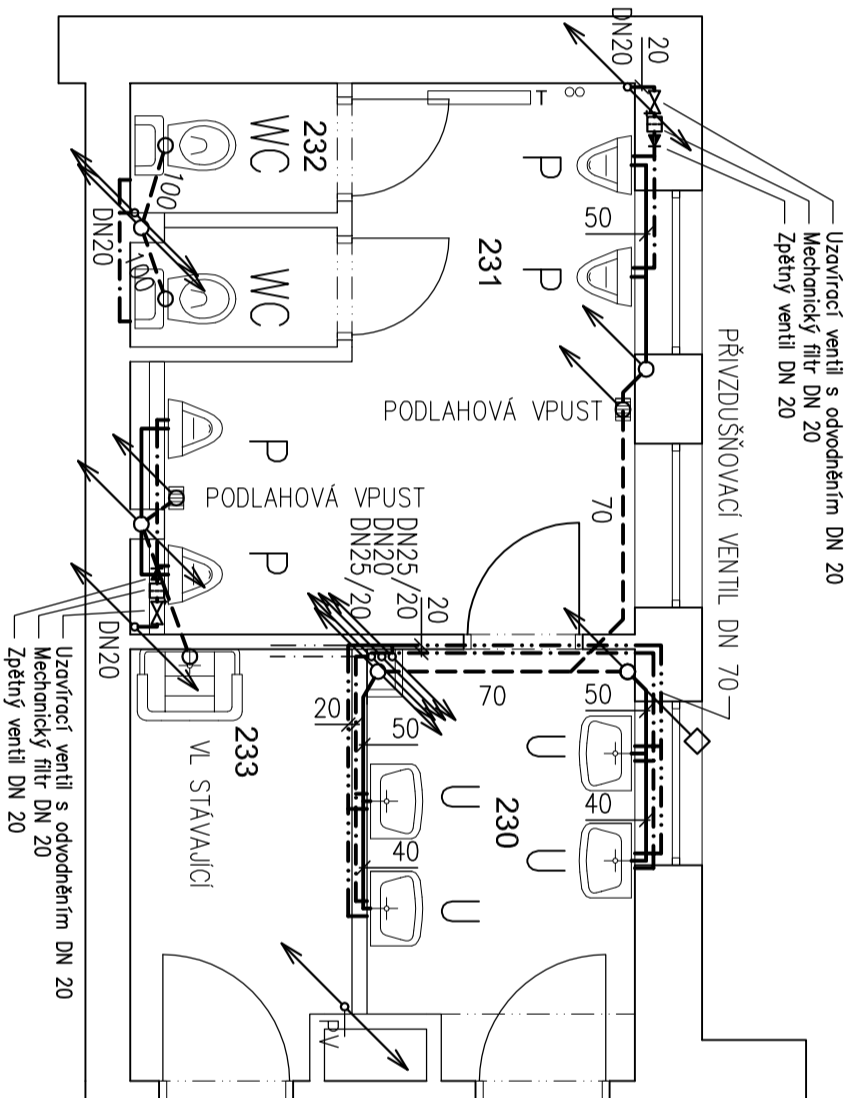 Uzavírací ventil s odvodněním DN 20
Mechanický filtr DN 20
Zpětný ventil DN 20
PŘIVZDUŠŇOVACÍ VENTIL DN 70
20
DN20
T
P
P
50
231
232
WC
WC
100
100
DN20
PODLAHOVÁ VPUST
70
P
P
PODLAHOVÁ VPUST
DN20
20
DN25/20
DN20
DN25/20
70
50
40
U
U
230
U
U
50
20
40
233
VL STÁVAJÍCÍ
PV
Uzavírací ventil s odvodněním DN 20
Mechanický filtr DN 20
Zpětný ventil DN 20